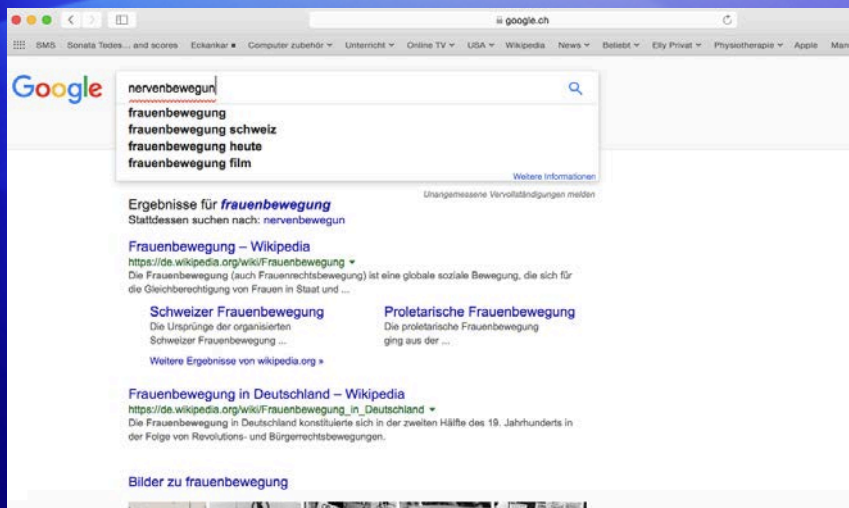 google.ch
SMS Sonata Tedes... and scores Eckankar Computer zubehör Unterricht Online TV USA Wikipedia News Beliebt Elly Privat Physiotherapie Apple
Google
nervenbewegun
frauenbewegung
frauenbewegung schweiz
frauenbewegung heute
frauenbewegung film
Weitere Informationen
Unangemessene Vervollständigungen melden
Ergebnisse für frauenbewegung
Stattdessen suchen nach: nervenbewegun
Frauenbewegung – Wikipedia
https://de.wikipedia.org/wiki/Frauenbewegung
Die Frauenbewegung (auch Frauenrechtsbewegung) ist eine globale soziale Bewegung, die sich für
die Gleichberechtigung von Frauen in Staat und ...
Schweizer Frauenbewegung
Die Ursprünge der organisierten
Schweizer Frauenbewegung ...
Proletarische Frauenbewegung
Die proletarische Frauenbewegung
ging aus der ...
Weitere Ergebnisse von wikipedia.org »
Frauenbewegung in Deutschland – Wikipedia
https://de.wikipedia.org/wiki/Frauenbewegung_in_Deutschland
Die Frauenbewegung in Deutschland konstituierte sich in der zweiten Hälfte des 19. Jahrhunderts in
der Folge von Revolutions- und Bürgerrechtsbewegungen.
Bilder zu frauenbewegung